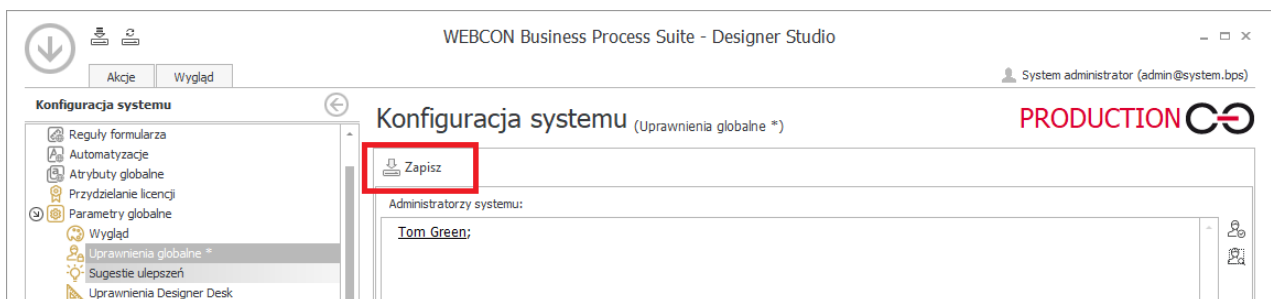 WEBCON Business Process Suite - Designer Studio
Akcje Wygląd
System administrator (admin@system.bps)
Konfiguracja systemu
Reguły formularza
Automatyzacje
Atrybuty globalne
Przydzielanie licencji
Parametry globalne
Wygląd
Uprawnienia globalne *
Sugestie ulepszeń
Uprawnienia Designer Desk
Konfiguracja systemu (Uprawnienia globalne *)
PRODUCTION
Zapisz
Administratorzy systemu:
Tom Green;